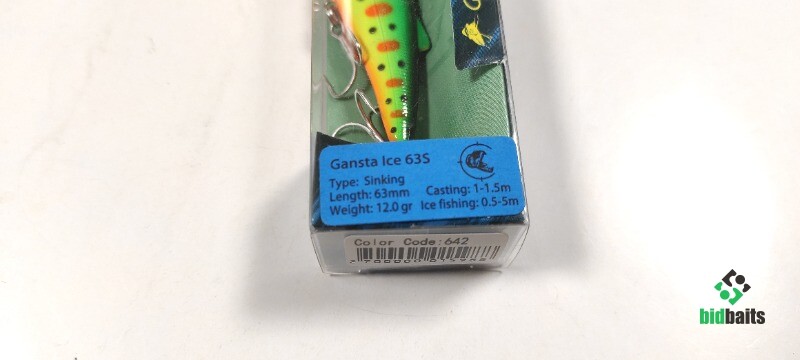 Gansta Ice 63S
Type: Sinking
Length: 63mm Casting: 1-1.5m
Weight: 12.0 gr Ice fishing: 0.5-5m
Color Code:642
bidbaits